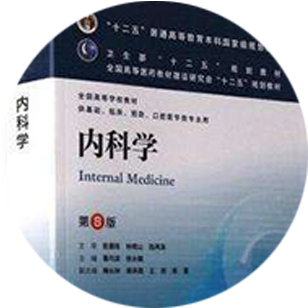 "十二五"普通高等教育本科国家级规划
卫生部"十二五"规划教材
全国高等医药教材建设研究会"十二五"规划教材
全国高等学校教材
供基础、临床、预防、口腔医学类专业用
内科学
Internal Medicine
第8版
内科学